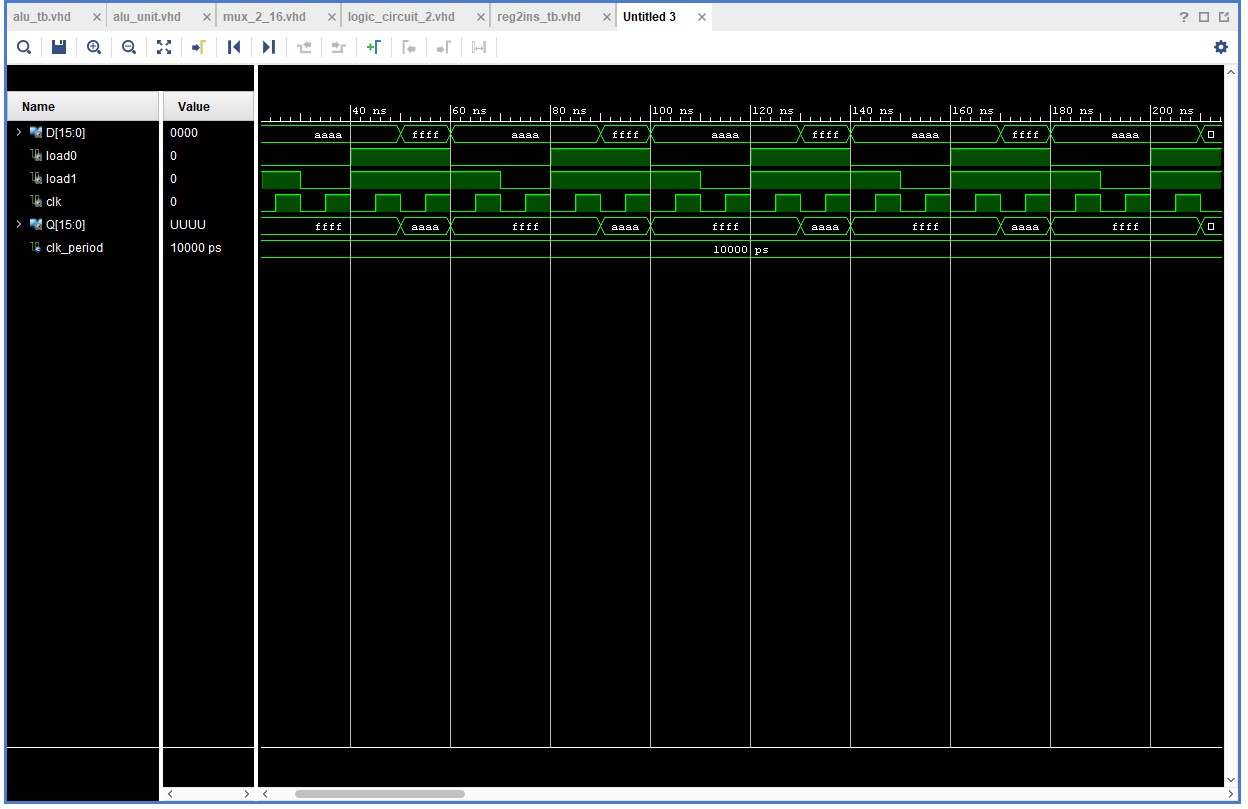 alu_tb.vhd × alu_unit.vhd × mux_2_16.vhd × logic_circuit_2.vhd × reg2ins_tb.vhd × Untitled 3 × ?
Name Value
40 ns 60 ns 80 ns 100 ns 120 ns 140 ns 160 ns 180 ns 200 ns
D[15:0] 0000 aaaa ffff aaaa ffff aaaa ffff aaaa ffff aaaa
load0 0
load1 0
clk 0
Q[15:0] UUUU ffff aaaa ffff aaaa ffff aaaa ffff aaaa ffff
clk_period 10000 ps 10000 ps